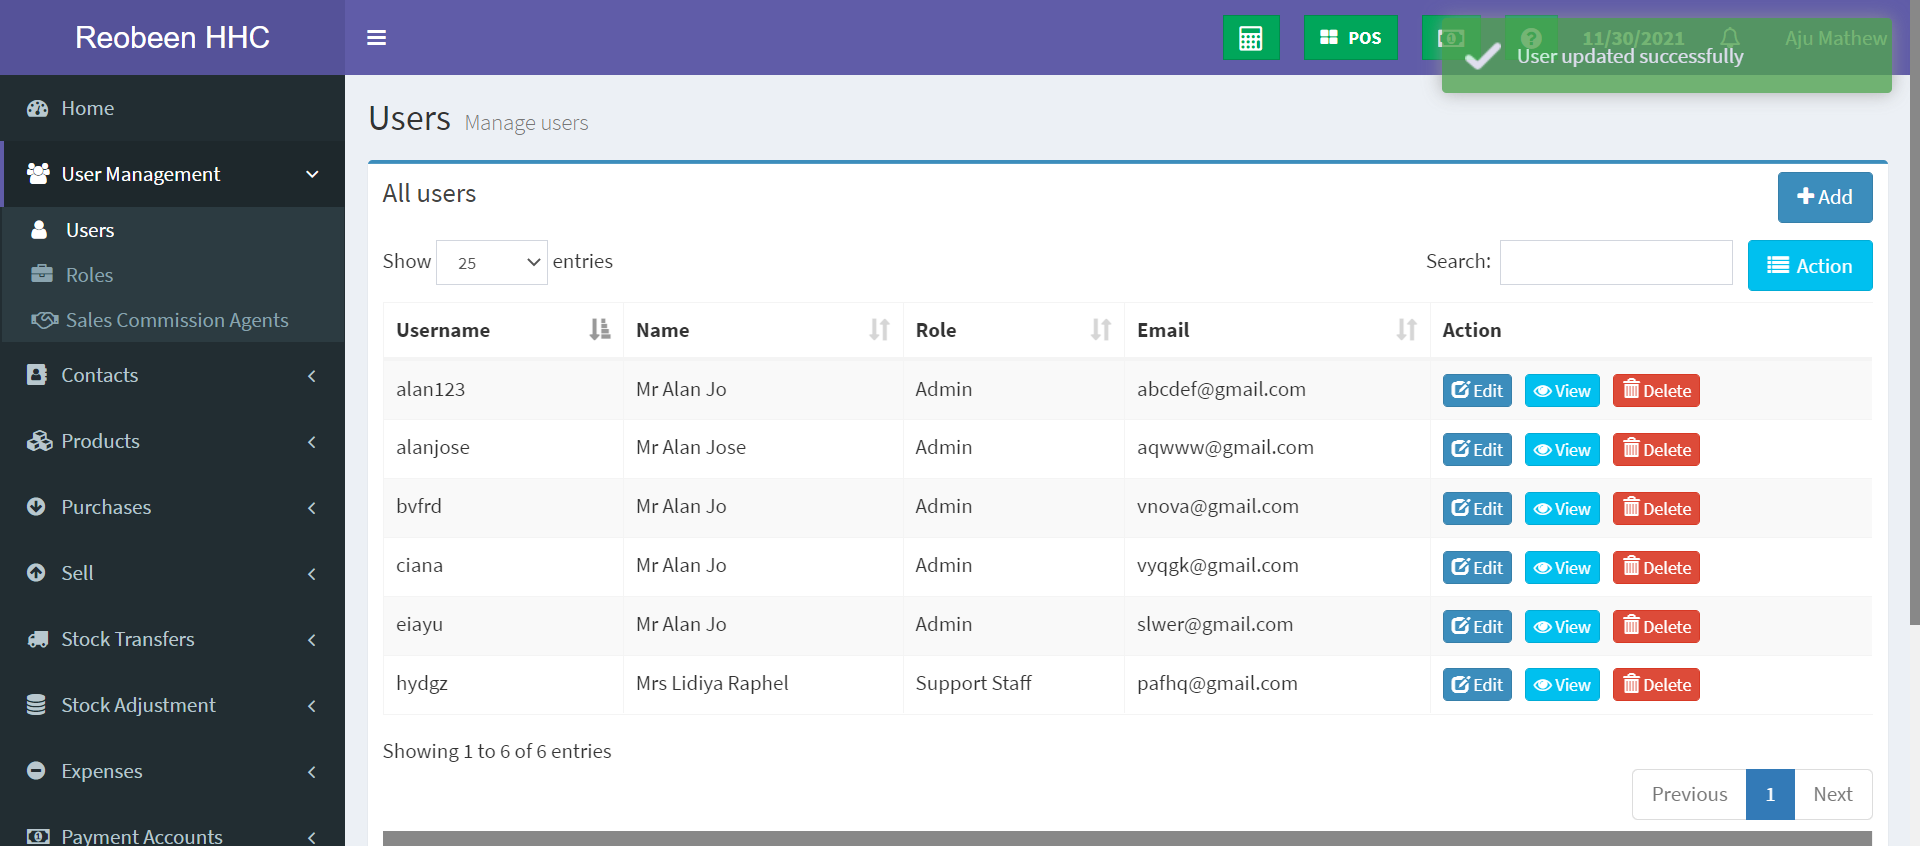 Reobeen HHC
POS
11/30/2021
Aju Mathew
User updated successfully
Home
User Management
Users
Roles
Sales Commission Agents
Contacts
Products
Purchases
Sell
Stock Transfers
Stock Adjustment
Expenses
Payment Accounts
Users Manage users
All users
Add
Show 25 entries
Search:
Action
Username Name Role Email Action
alan123 Mr Alan Jo Admin abcdef@gmail.com Edit View Delete
alanjose Mr Alan Jose Admin aqwww@gmail.com Edit View Delete
bvfrd Mr Alan Jo Admin vnova@gmail.com Edit View Delete
ciana Mr Alan Jo Admin vyqgk@gmail.com Edit View Delete
eiayu Mr Alan Jo Admin slwer@gmail.com Edit View Delete
hydgz Mrs Lidiya Raphel Support Staff pafhq@gmail.com Edit View Delete
Showing 1 to 6 of 6 entries
Previous 1 Next